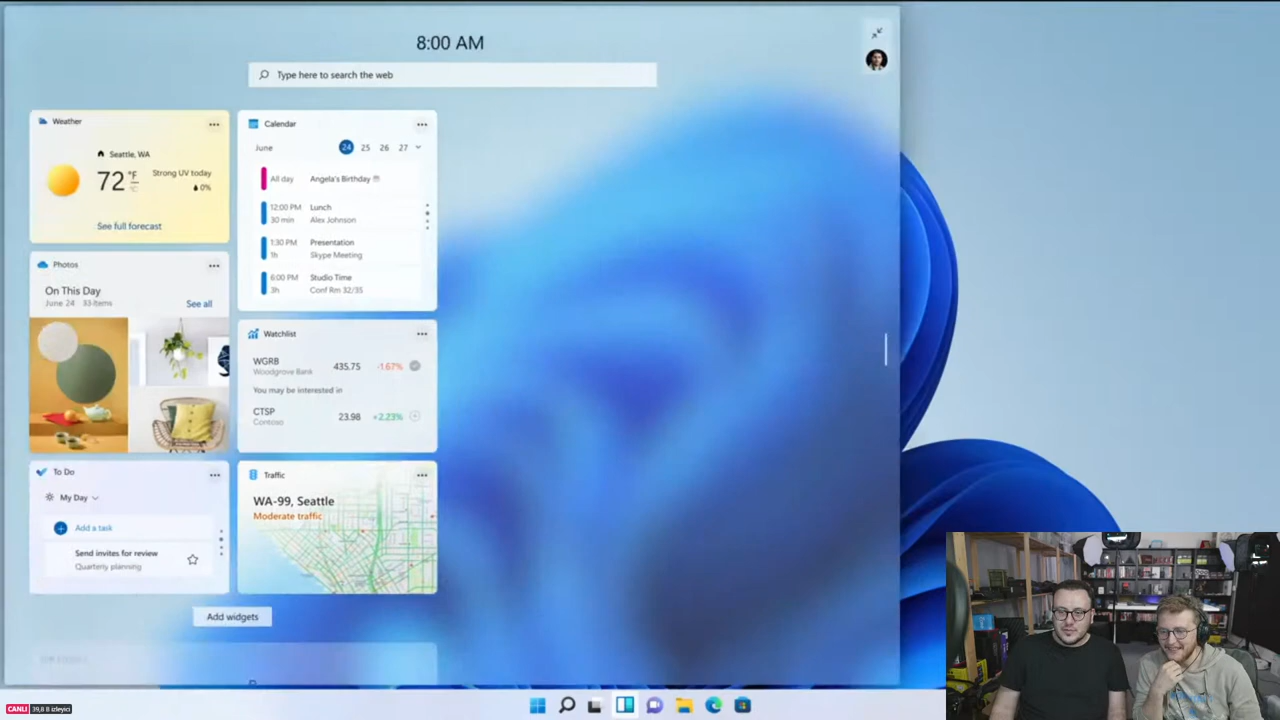 8:00 AM
Type here to search the web
Weather
Seattle, WA
72 °F
°C
Strong UV today
0%
See full forecast
Calendar
June 24 25 26 27
All day Angela's Birthday
12:00 PM Lunch
30 min Alex Johnson
1:30 PM Presentation
1h Skype Meeting
6:00 PM Studio Time
3h Conf Rm 32/35
Photos
On This Day
June 24 33 items
See all
Watchlist
WGRB 435.75 -1.67%
Woodgrove Bank
You may be interested in
CTSP 23.98 +2.23%
Contoso
To Do
My Day
Add a task
Send invites for review
Quarterly planning
Traffic
WA-99, Seattle
Moderate traffic
Add widgets
TOP STORIES
CANLI 39,8 B izleyici